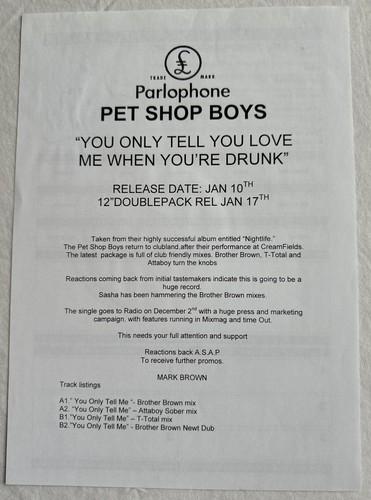 £
TRADE MARK
Parlophone
PET SHOP BOYS
“YOU ONLY TELL YOU LOVE
ME WHEN YOU’RE DRUNK”
RELEASE DATE: JAN 10TH
12”DOUBLEPACK REL JAN 17TH
Taken from their highly successful album entitled “Nightlife.”
The Pet Shop Boys return to clubland,after their performance at CreamFields.
The latest package is full of club friendly mixes. Brother Brown, T-Total and
Attaboy turn the knobs
Reactions coming back from initial tastemakers indicate this is going to be a
huge record.
Sasha has been hammering the Brother Brown mixes
The single goes to Radio on December 2nd with a huge press and marketing
campaign, with features running in Mixmag and time Out.
This needs your full attention and support
Reactions back A.S.A.P
To receive further promos.
MARK BROWN
Track listings
A1.” You Only Tell Me “- Brother Brown mix
A2. “You Only Tell Me” – Attaboy Sober mix
B1.”You Only Tell Me” – T-Total mix
B2.”You Only Tell Me” - Brother Brown Newt Dub